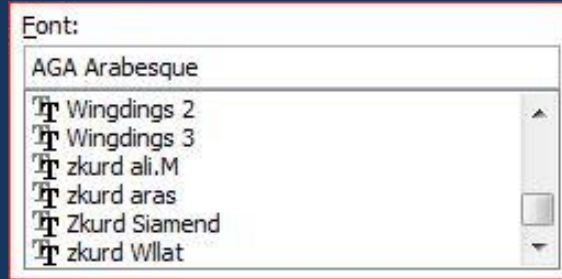 Font:
AGA Arabesque
Wingdings 2
Wingdings 3
zkurd ali.M
zkurd aras
Zkurd Siamend
zkurd Wllat